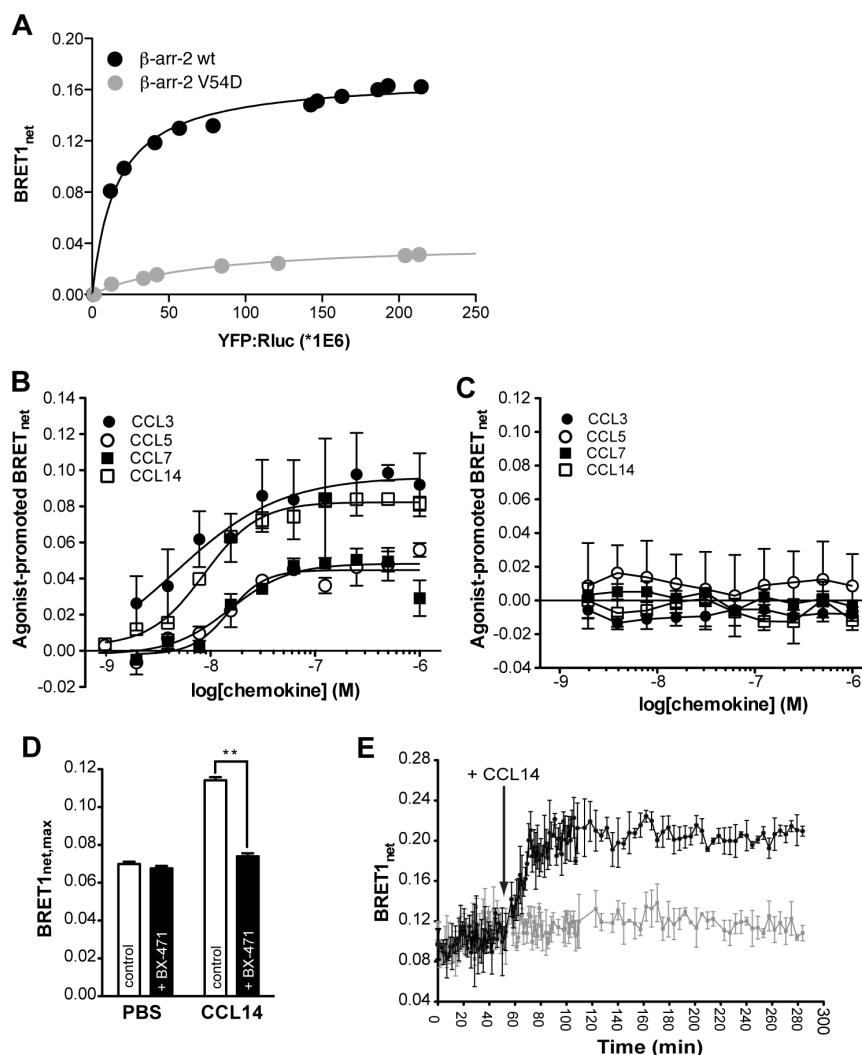 A
0.20
0.16
0.12
0.08
0.04
0.00
BRET1net
β-arr-2 wt
β-arr-2 V54D
0 50 100 150 200 250
YFP:Rluc (*1E6)
B
0.14
0.12
0.10
0.08
0.06
0.04
0.02
0.00
-0.02
Agonist-promoted BRETnet
CCL3
CCL5
CCL7
CCL14
-9 -8 -7 -6
log[chemokine] (M)
C
0.12
0.10
0.08
0.06
0.04
0.02
0.00
-0.02
-0.04
Agonist-promoted BRETnet
CCL3
CCL5
CCL7
CCL14
-9 -8 -7 -6
log[chemokine] (M)
D
0.12
0.10
0.08
0.06
0.04
0.02
0.00
BRET1net,max
**
control
+ BX-471
control
+ BX-471
PBS CCL14
E
+ CCL14
0.28
0.24
0.20
0.16
0.12
0.08
0.04
BRET1net
0 20 40 60 80 100 120 140 160 180 200 220 240 260 280 300
Time (min)